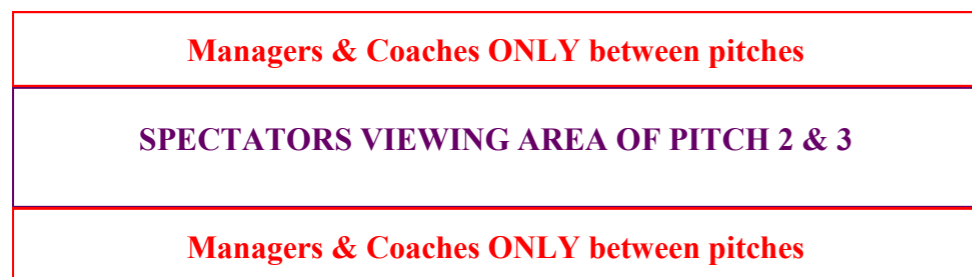 Managers & Coaches ONLY between pitches
SPECTATORS VIEWING AREA OF PITCH 2 & 3
Managers & Coaches ONLY between pitches